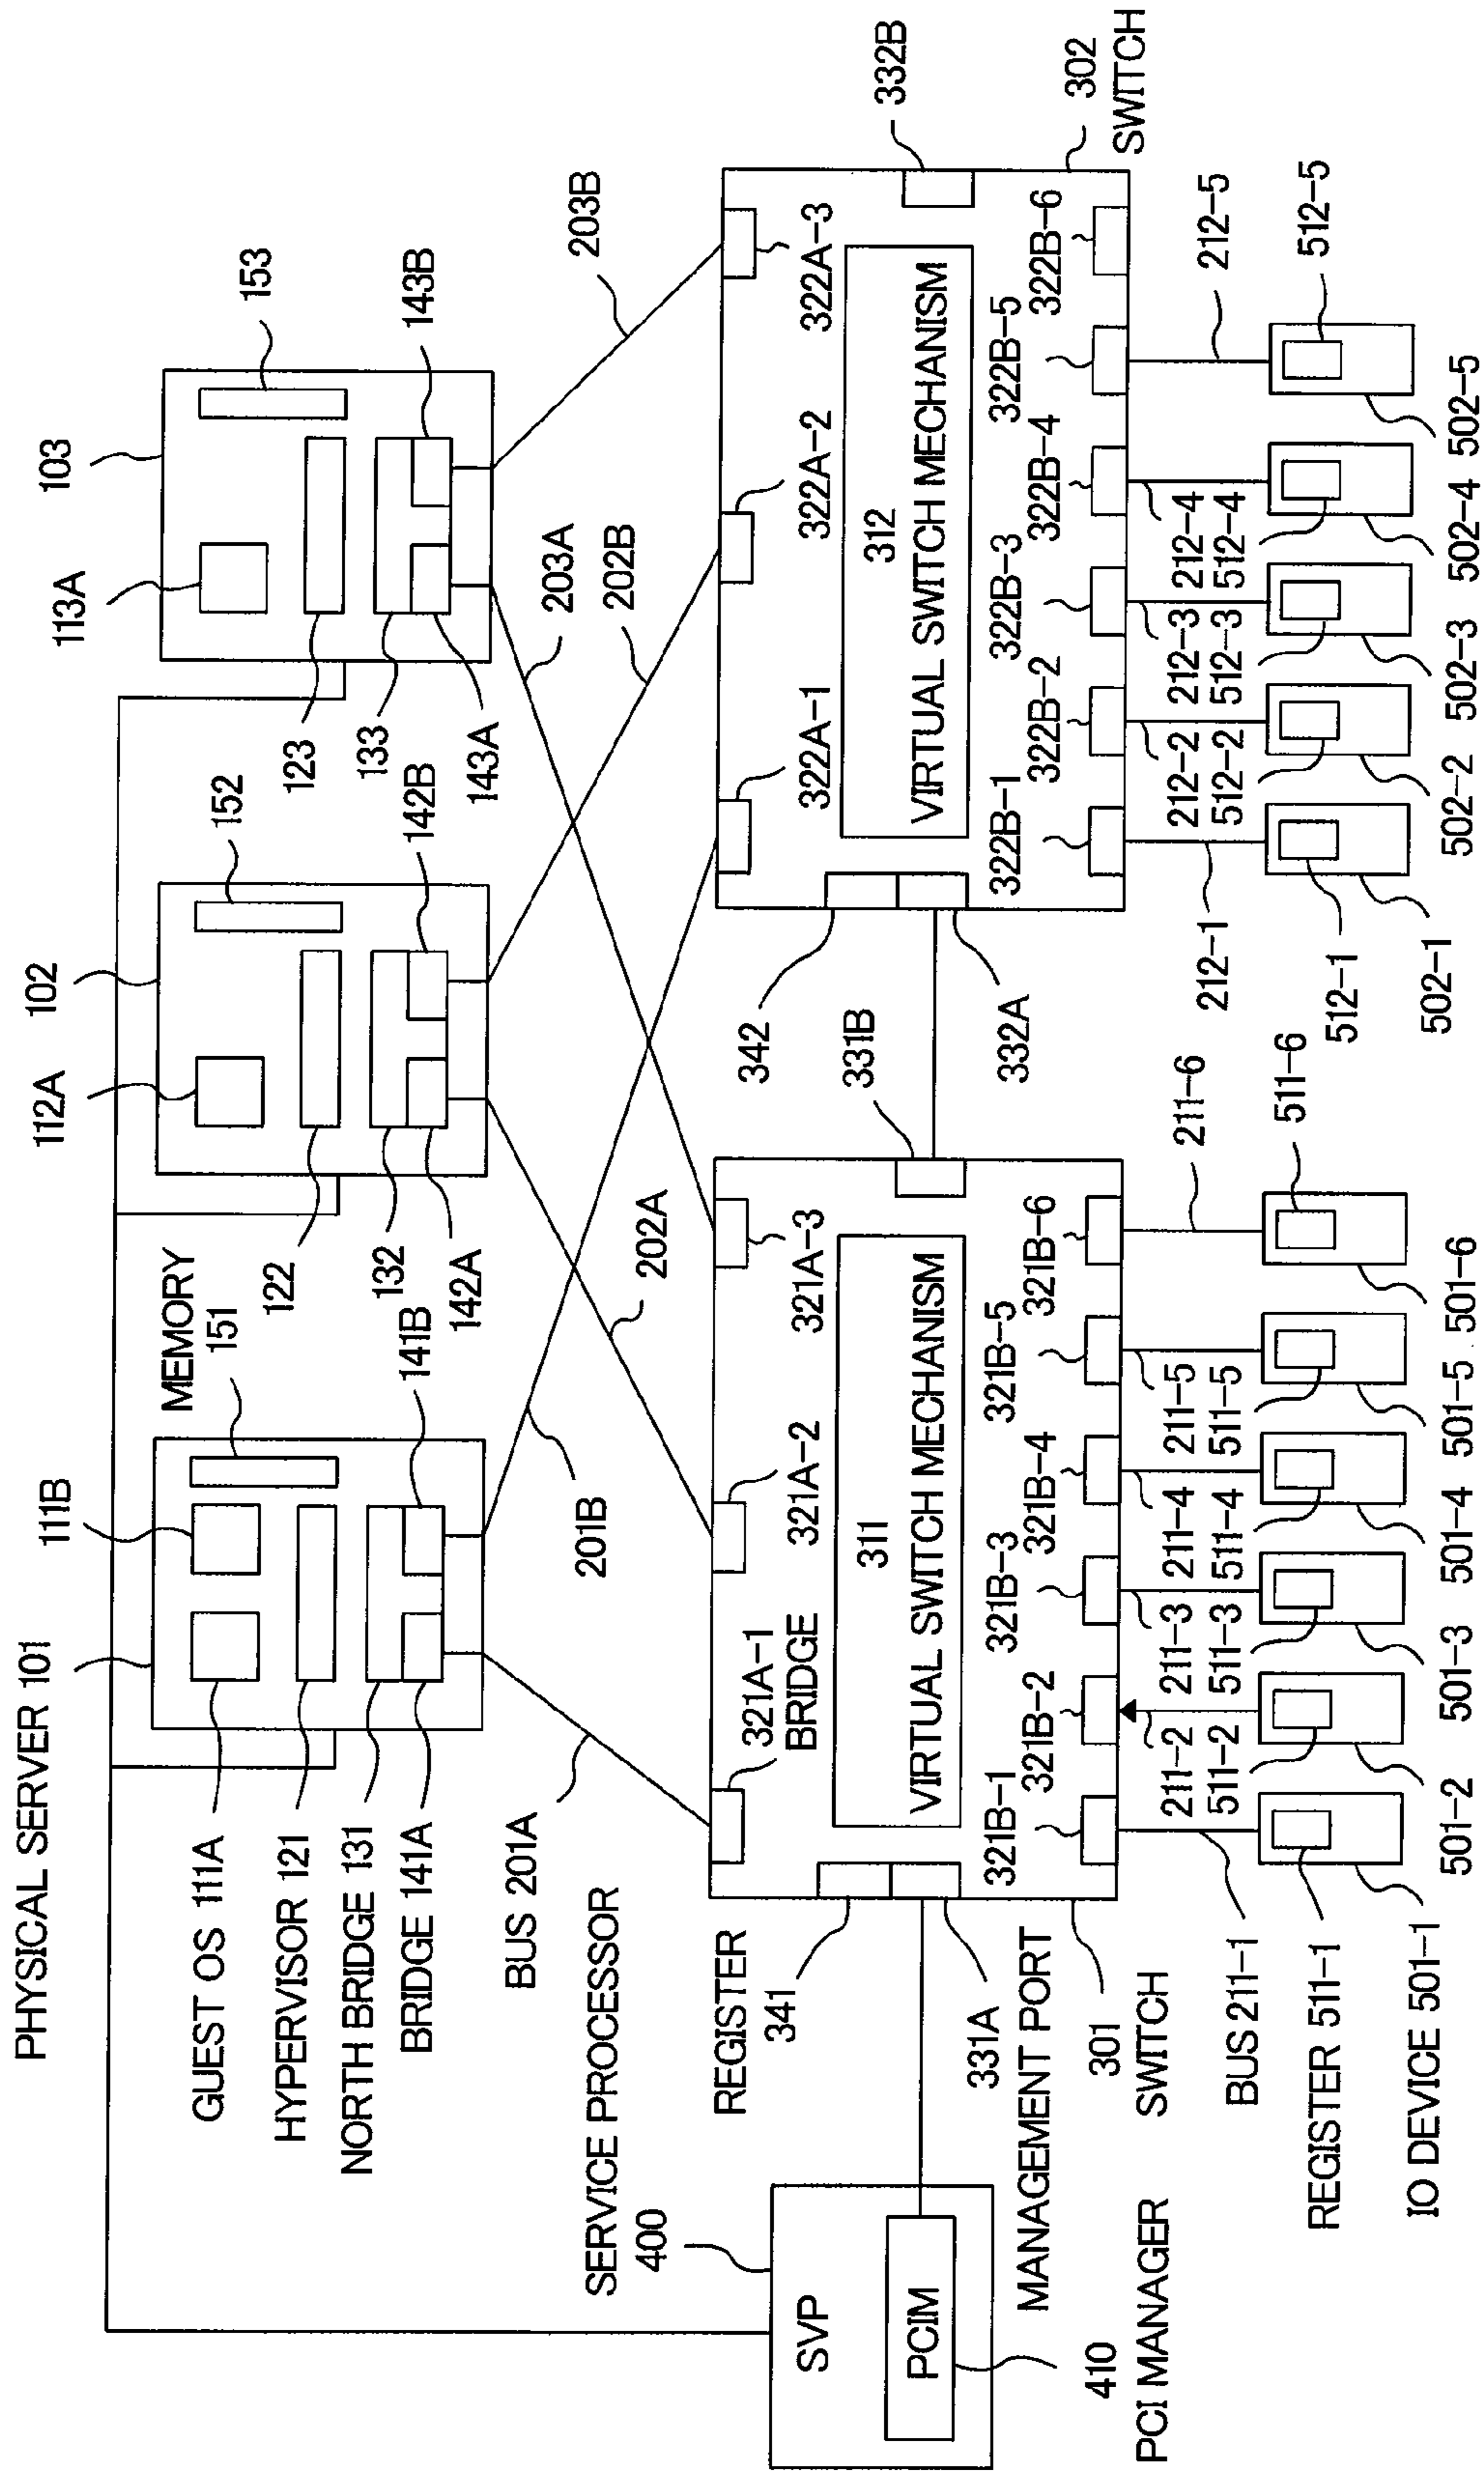 PHYSICAL SERVER 101
GUEST OS 111A
HYPERVISOR 121
NORTH BRIDGE 131
BRIDGE 141A
111B
MEMORY
151
141B
112A
102
122
132
142A
152
142B
113A
103
123
133
143A
153
143B
BUS 201A
201B
202A
203A
202B
203B
SERVICE PROCESSOR
400
SVP
PCIM
410
PCI MANAGER
REGISTER
341
331A
MANAGEMENT PORT
301
SWITCH
321A-1
BRIDGE
321A-2
321A-3
311
VIRTUAL SWITCH MECHANISM
331B
321B-1
321B-2
321B-3
321B-4
321B-5
321B-6
342
332A
322A-1
322A-2
322A-3
312
VIRTUAL SWITCH MECHANISM
332B
302
SWITCH
322B-1
322B-2
322B-3
322B-4
322B-5
322B-6
BUS 211-1
211-2
211-3
211-4
211-5
211-6
REGISTER 511-1
511-2
511-3
511-4
511-5
511-6
IO DEVICE 501-1
501-2
501-3
501-4
501-5
501-6
212-1
212-2
212-3
212-4
212-5
512-1
512-2
512-3
512-4
512-5
502-1
502-2
502-3
502-4
502-5